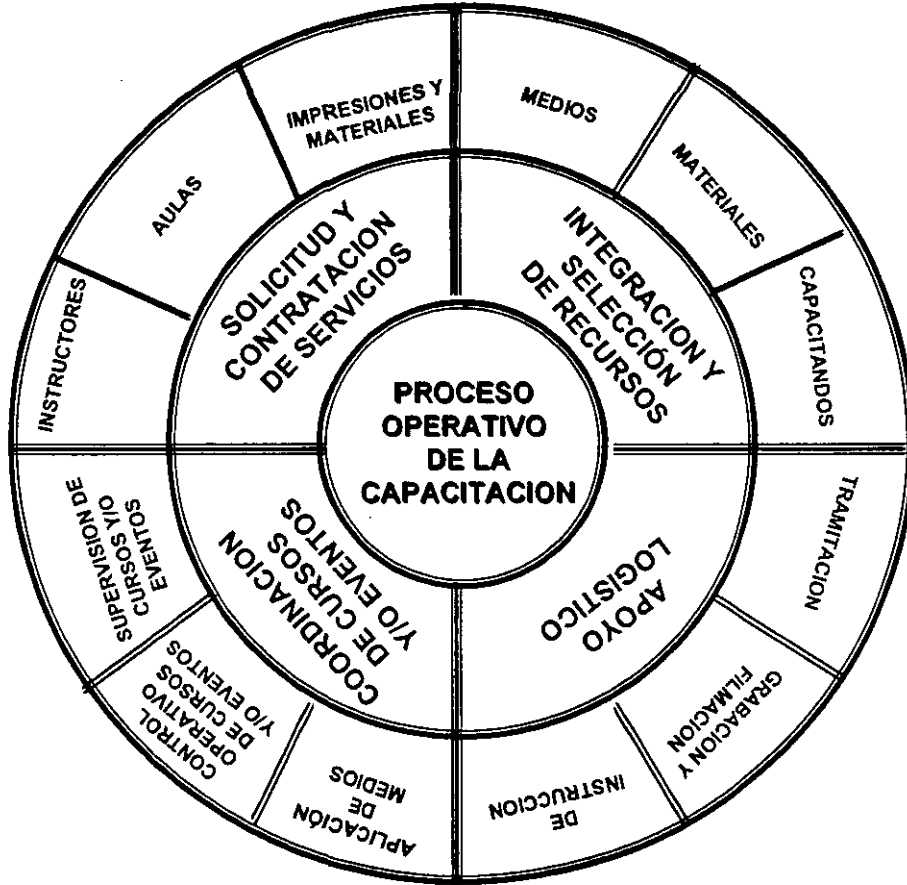 PROCESO
OPERATIVO
DE LA
CAPACITACION
SOLICITUD Y
CONTRATACION
DE SERVICIOS
INTEGRACION Y
SELECCIÓN
DE RECURSOS
APOYO
LOGISTICO
COORDINACION
DE CURSOS
Y/O EVENTOS
INSTRUCTORES
AULAS
IMPRESIONES Y
MATERIALES
MEDIOS
MATERIALES
CAPACITANDOS
TRAMITACION
GRABACION Y
FILMACION
DE
INSTRUCCION
APLICACIÓN
DE
MEDIOS
CONTROL
OPERATIVO
DE CURSOS
Y/O EVENTOS
SUPERVISION DE
CURSOS Y/O
EVENTOS